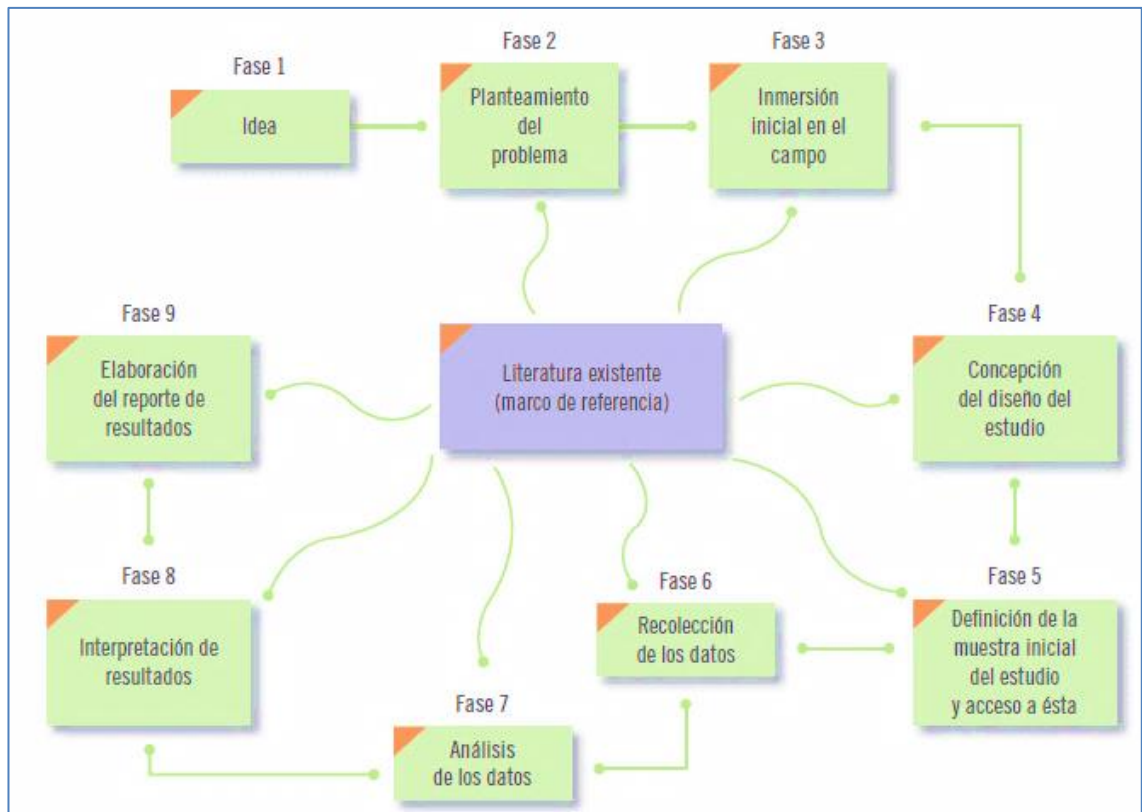 Fase 1
Idea
Fase 2
Planteamiento
del
problema
Fase 3
Inmersión
inicial en el
campo
Fase 4
Concepción
del diseño del
estudio
Fase 5
Definición de la
muestra inicial
del estudio
y acceso a ésta
Fase 6
Recolección
de los datos
Fase 7
Análisis
de los datos
Fase 8
Interpretación de
resultados
Fase 9
Elaboración
del reporte de
resultados
Literatura existente
(marco de referencia)